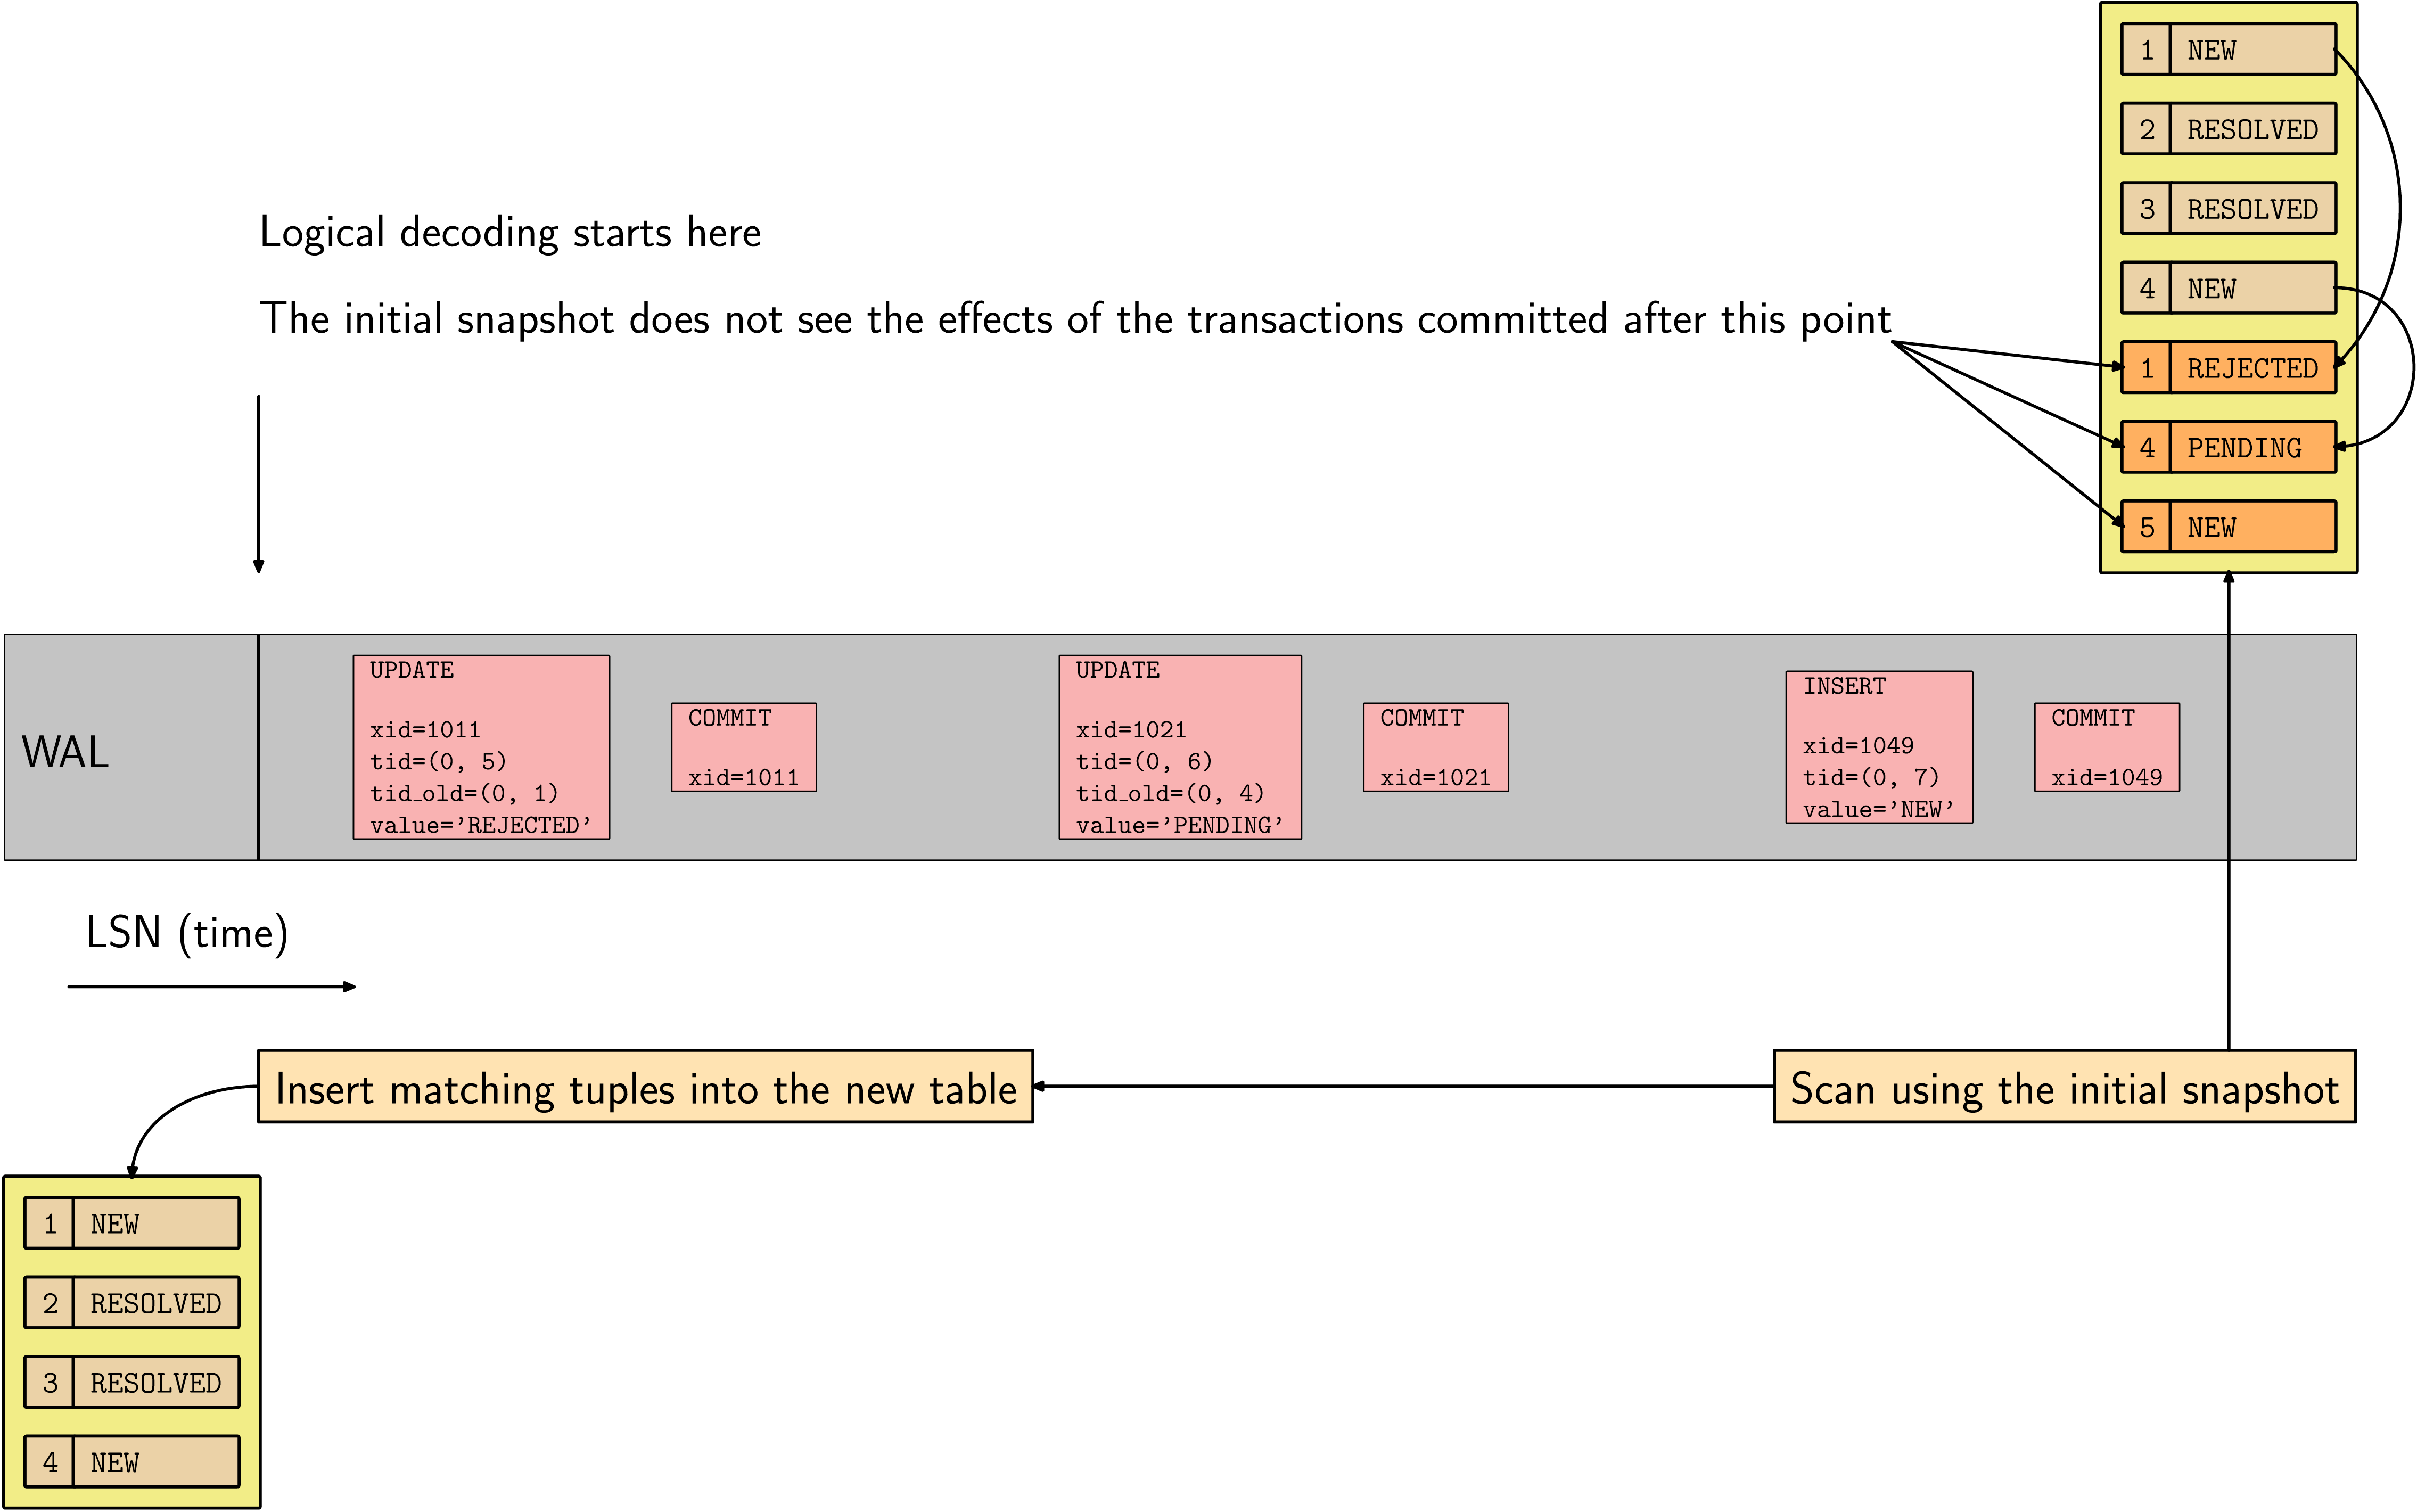 1 NEW
2 RESOLVED
3 RESOLVED
4 NEW
1 REJECTED
4 PENDING
5 NEW
Logical decoding starts here
The initial snapshot does not see the effects of the transactions committed after this point
WAL
UPDATE
xid=1011
tid=(0, 5)
tid_old=(0, 1)
value='REJECTED'
COMMIT
xid=1011
UPDATE
xid=1021
tid=(0, 6)
tid_old=(0, 4)
value='PENDING'
COMMIT
xid=1021
INSERT
xid=1049
tid=(0, 7)
value='NEW'
COMMIT
xid=1049
LSN (time)
Insert matching tuples into the new table
Scan using the initial snapshot
1 NEW
2 RESOLVED
3 RESOLVED
4 NEW